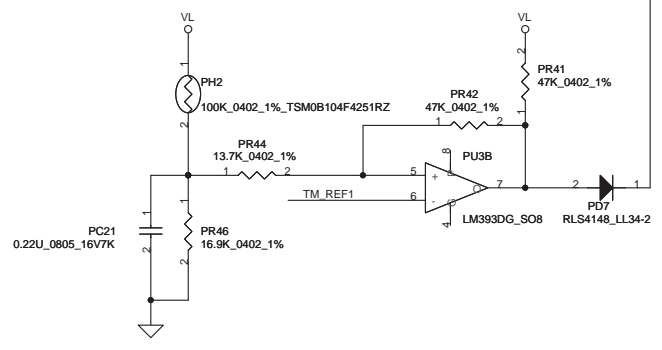 VL
VL
1
PH2
100K_0402_1%_TSM0B104F4251RZ
2
2
PR41
47K_0402_1%
1
PR42
47K_0402_1%
1
2
PR44
13.7K_0402_1%
1
2
PU3B
8
P
5
+
O
7
TM_REF1
6
-
G
4
LM393DG_SO8
2
1
PD7
RLS4148_LL34-2
1
PC21
0.22U_0805_16V7K
2
1
PR46
16.9K_0402_1%
2